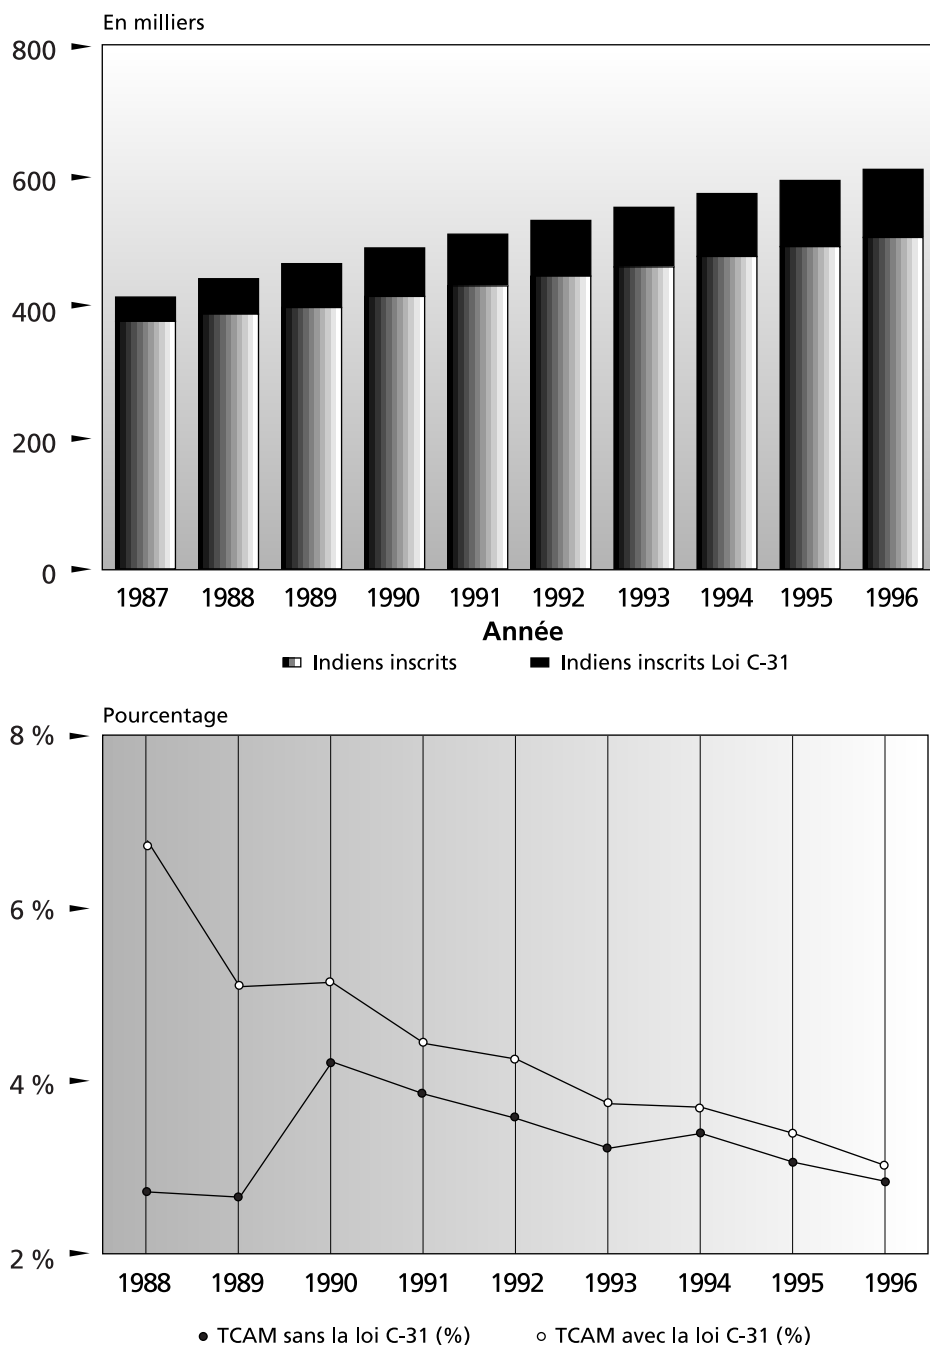 En milliers
800
600
400
200
0
1987 1988 1989 1990 1991 1992 1993 1994 1995 1996
Année
Indiens inscrits Indiens inscrits Loi C-31
Pourcentage
8 %
6 %
4 %
2 %
1988 1989 1990 1991 1992 1993 1994 1995 1996
TCAM sans la loi C-31 (%) TCAM avec la loi C-31 (%)